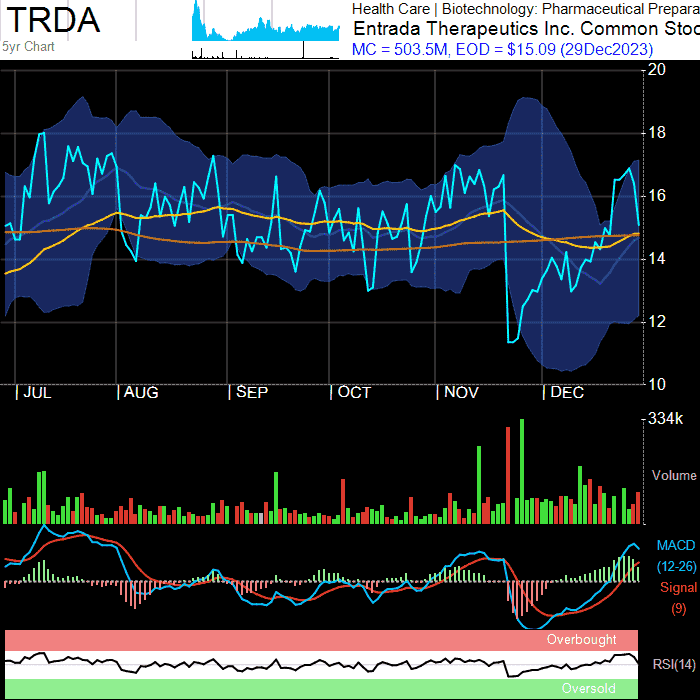 TRDA
5yr Chart
Health Care | Biotechnology: Pharmaceutical Prepara
Entrada Therapeutics Inc. Common Stoc
MC = 503.5M, EOD = $15.09 (29Dec2023)
20
18
16
14
12
10
JUL AUG SEP OCT NOV DEC
334k
Volume
MACD
(12-26)
Signal
(9)
Overbought
RSI(14)
Oversold